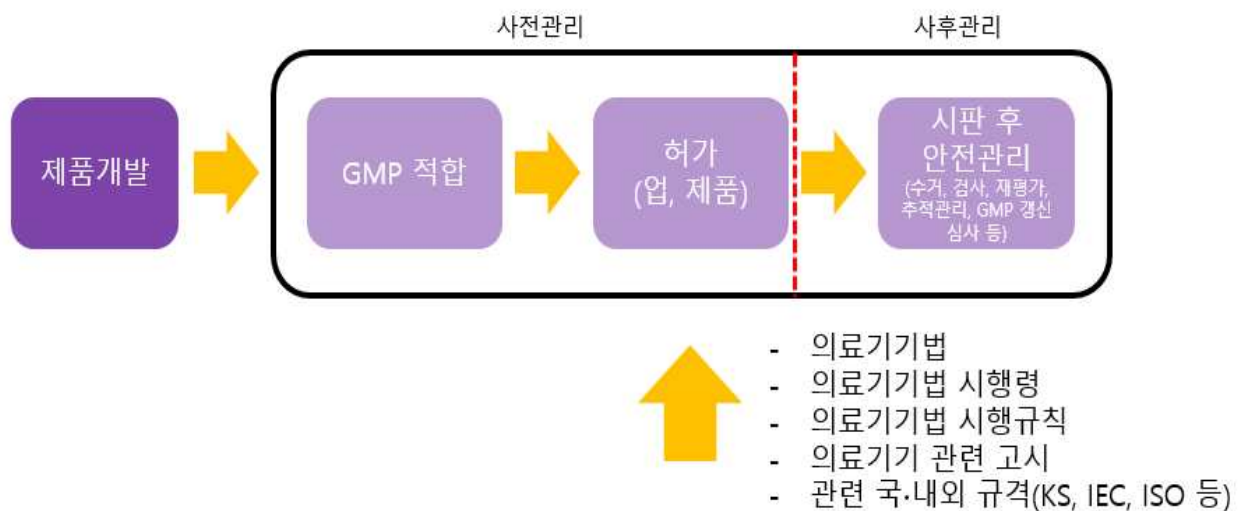 사전관리
사후관리
제품개발
GMP 적합
허가
(업, 제품)
시판 후
안전관리
(수거, 검사, 재평가,
추적관리, GMP 갱신
심사 등)
- 의료기기법
- 의료기기법 시행령
- 의료기기법 시행규칙
- 의료기기 관련 고시
- 관련 국·내외 규격(KS, IEC, ISO 등)